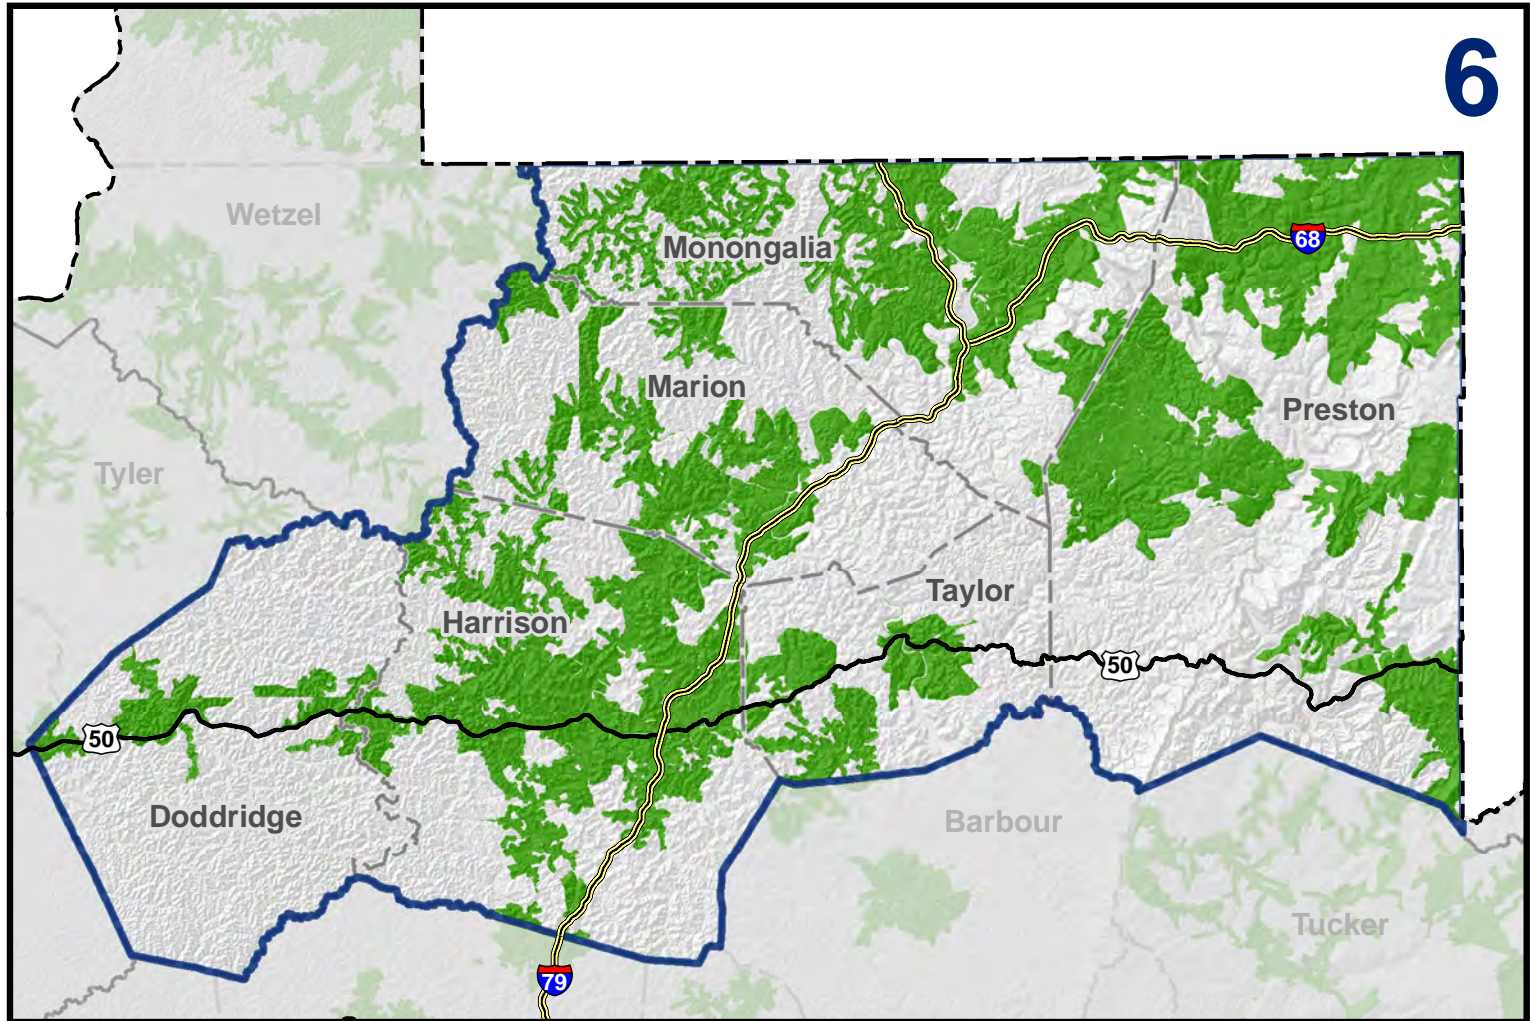 6
Wetzel
Monongalia
68
Marion
Preston
Tyler
Taylor
Harrison
50
50
Doddridge
Barbour
Tucker
79